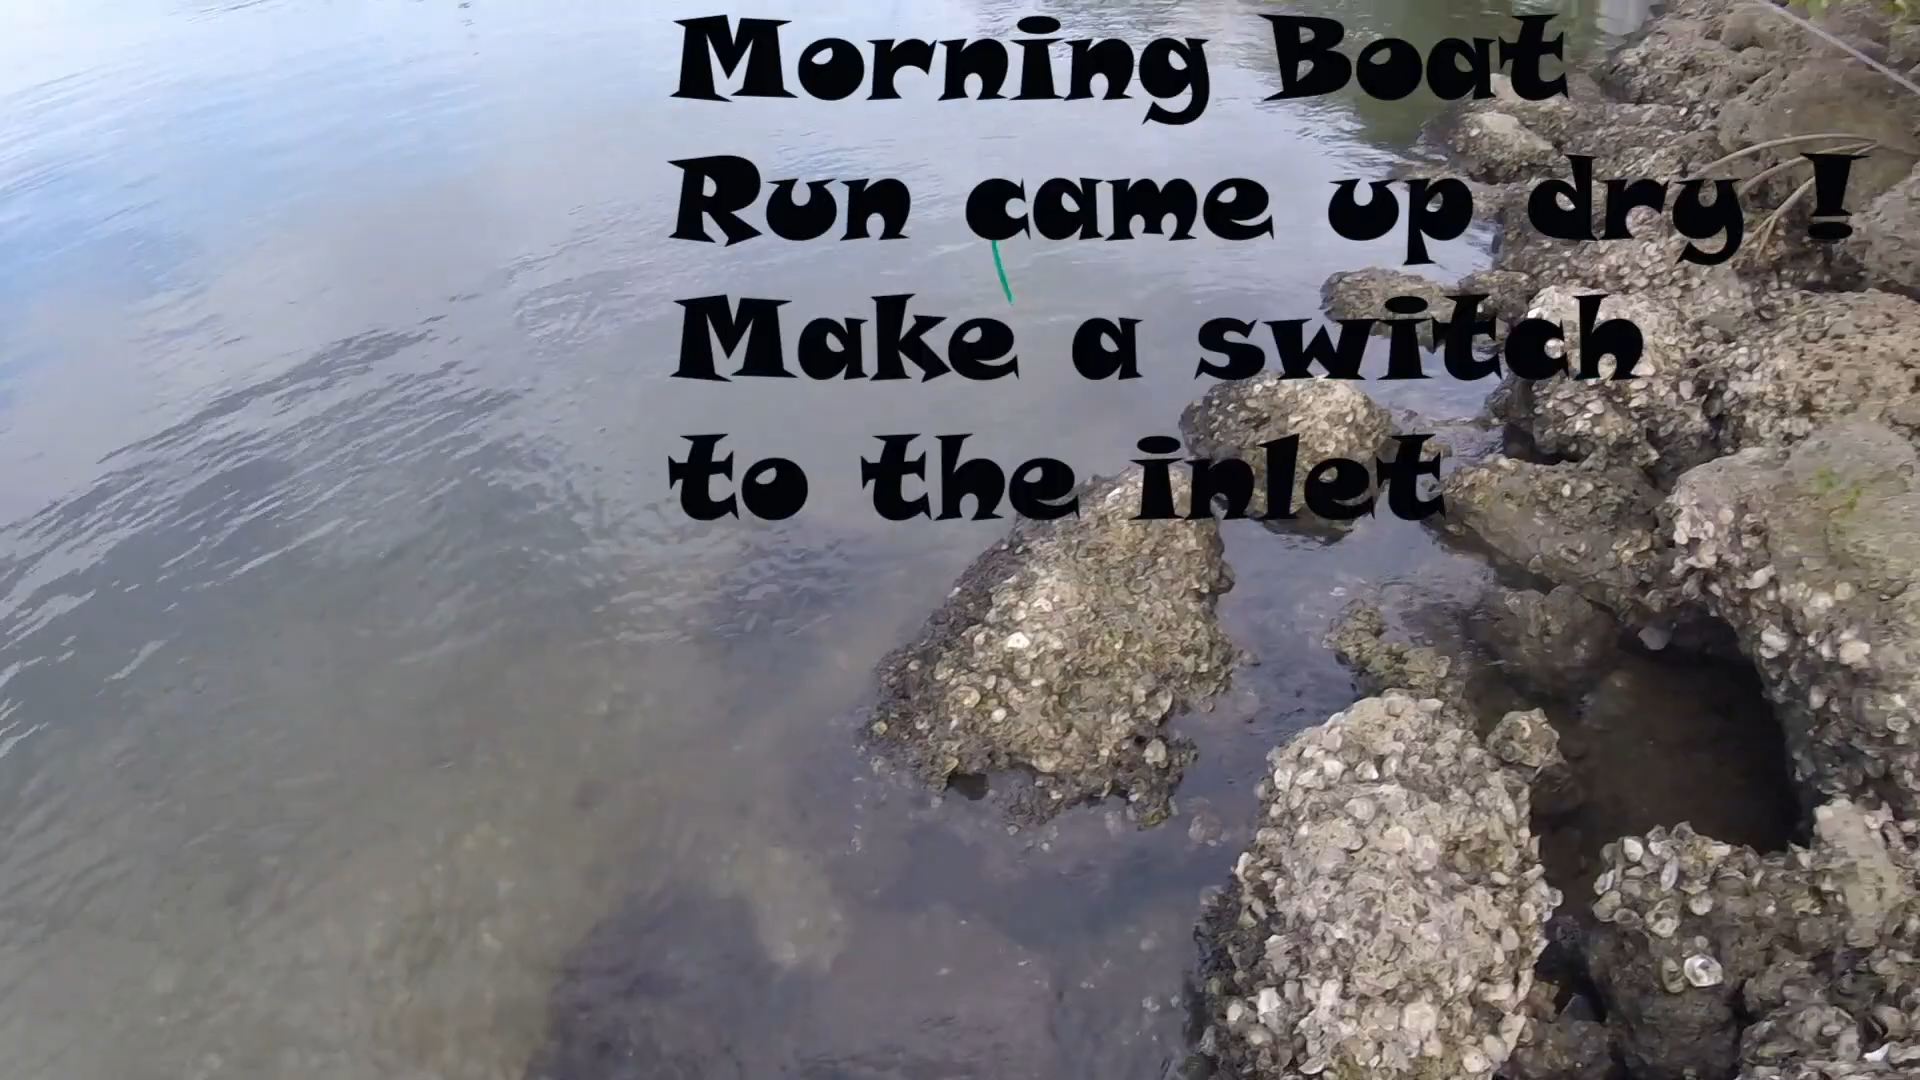 Morning Boat
Run came up dry !
Make a switch
to the inlet